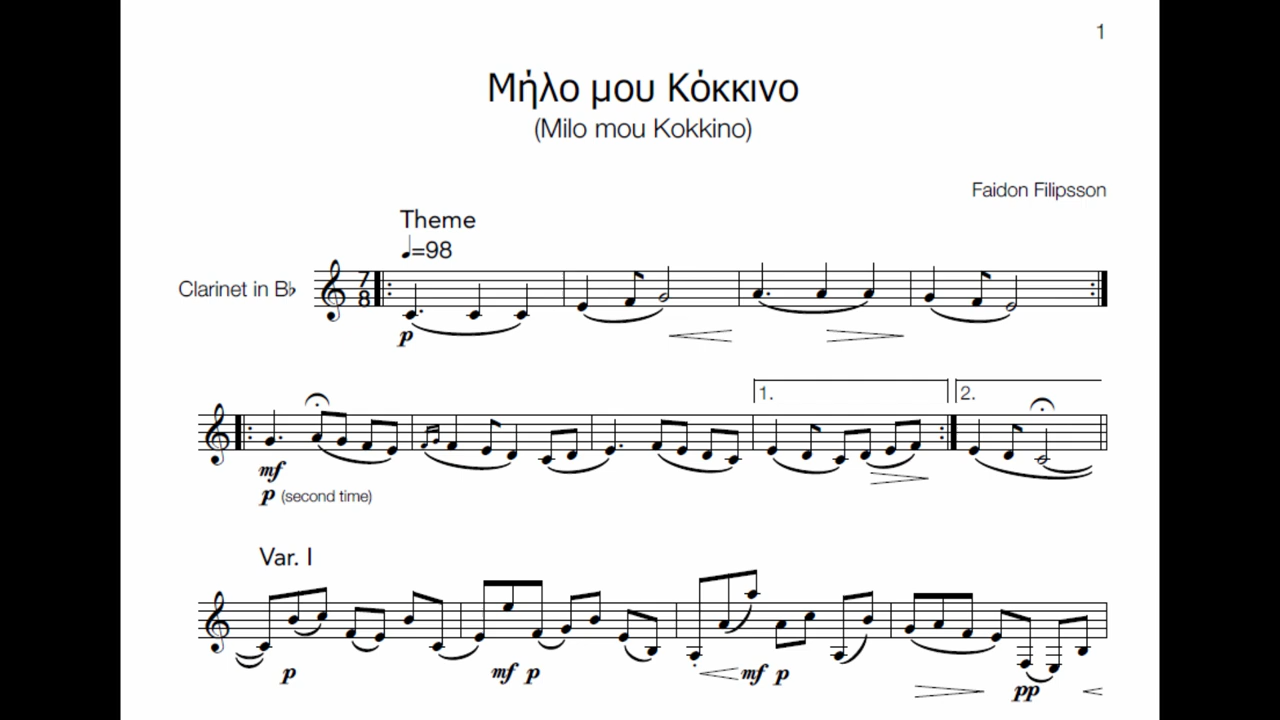 1
Μήλο μου Κόκκινο
(Milo mou Kokkino)
Faidon Filipsson
Theme
♩=98
Clarinet in B♭
7
8
p
1.
2.
mf
p (second time)
Var. I
p
mf p
mf p
pp